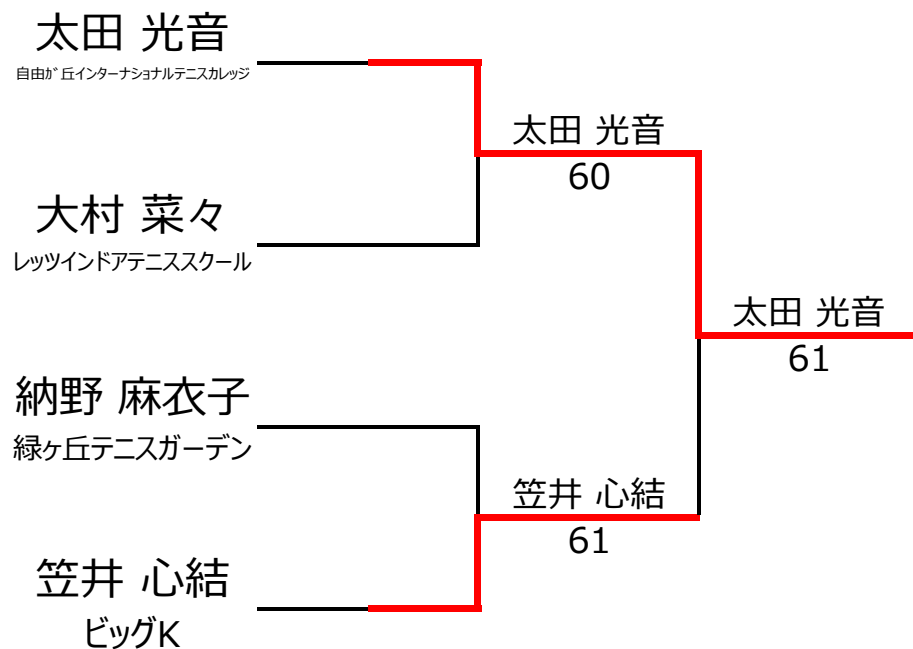 太田 光音
自由が丘インターナショナルテニスカレッジ
太田 光音
60
大村 菜々
レッツインドアテニススクール
太田 光音
61
納野 麻衣子
緑ヶ丘テニスガーデン
笠井 心結
61
笠井 心結
ビッグK